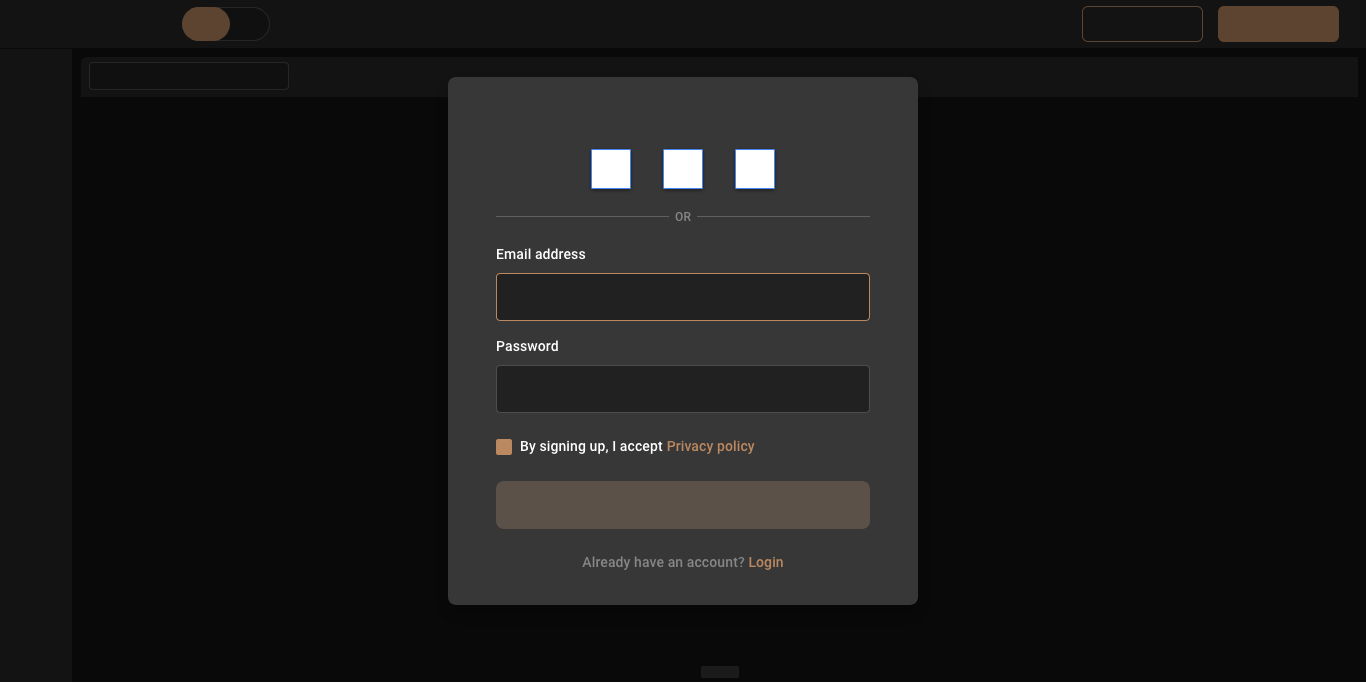 OR
Email address
Password
By signing up, I accept Privacy policy
Already have an account? Login